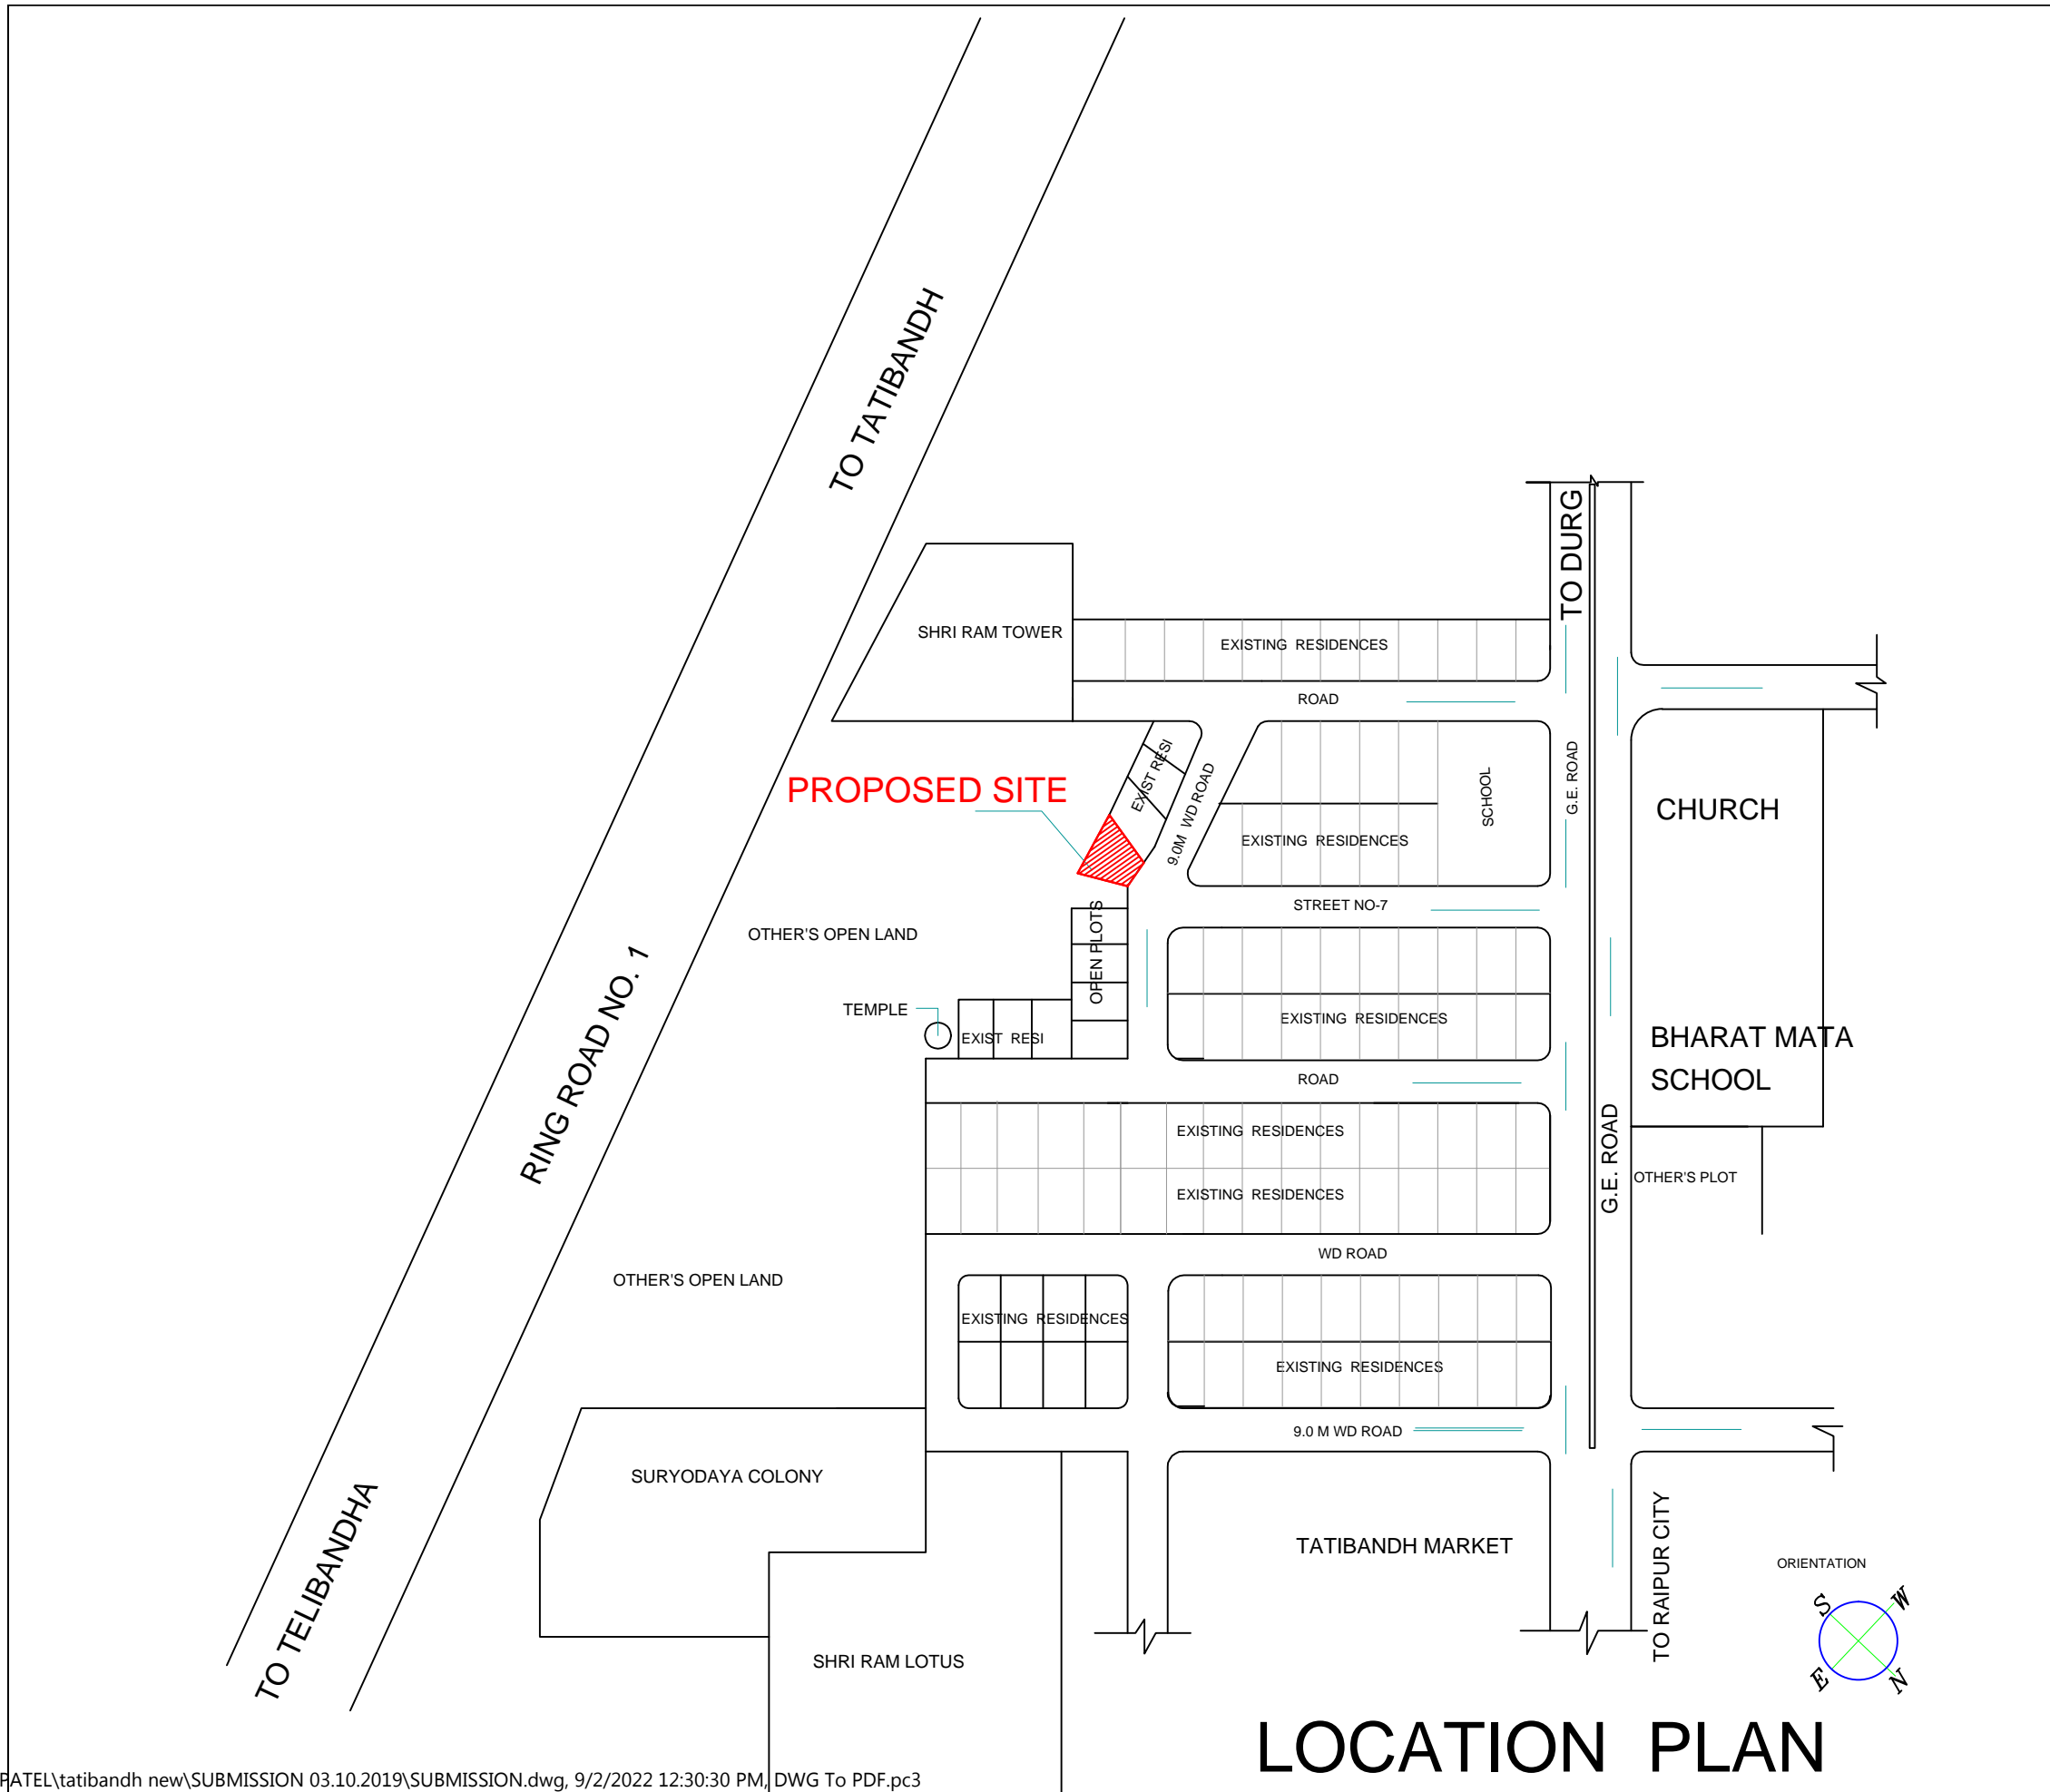 TO TATIBANDH
TO DURG
SHRI RAM TOWER
EXISTING RESIDENCES
ROAD
EXIST RESI
9.0M WD ROAD
SCHOOL
G.E. ROAD
PROPOSED SITE
CHURCH
EXISTING RESIDENCES
STREET NO-7
OTHER'S OPEN LAND
OPEN PLOTS
TEMPLE
EXIST RESI
EXISTING RESIDENCES
BHARAT MATA
SCHOOL
RING ROAD NO. 1
ROAD
EXISTING RESIDENCES
G.E. ROAD
OTHER'S PLOT
EXISTING RESIDENCES
WD ROAD
OTHER'S OPEN LAND
EXISTING RESIDENCES
EXISTING RESIDENCES
9.0 M WD ROAD
SURYODAYA COLONY
TATIBANDH MARKET
TO RAIPUR CITY
TO TELIBANDHA
SHRI RAM LOTUS
ORIENTATION
S
W
E
N
LOCATION PLAN
PATEL\tatibandh new\SUBMISSION 03.10.2019\SUBMISSION.dwg, 9/2/2022 12:30:30 PM, DWG To PDF.pc3